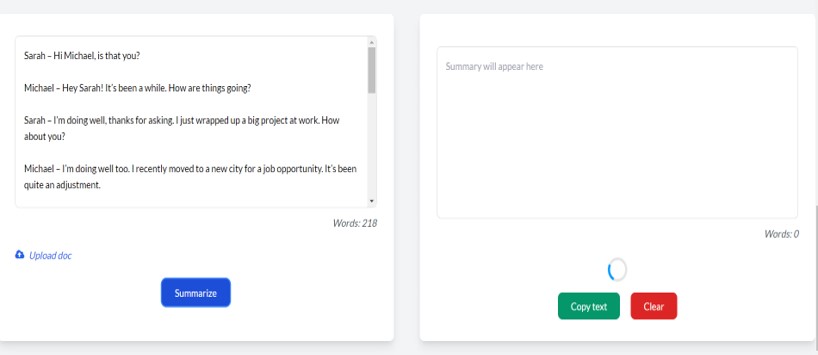 Sarah – Hi Michael, is that you?
Michael – Hey Sarah! It's been a while. How are things going?
Sarah – I'm doing well, thanks for asking. I just wrapped up a big project at work. How
about you?
Michael – I'm doing well too. I recently moved to a new city for a job opportunity. It's been
quite an adjustment.
Words: 218
Upload doc
Summarize
Summary will appear here
Words: 0
Copy text
Clear